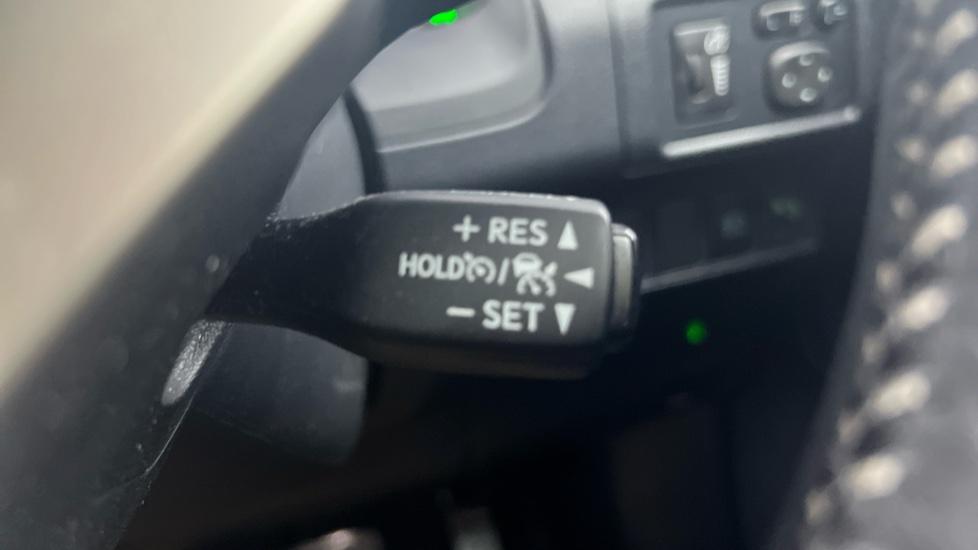 + RES ▲
HOLD / ◀
− SET ▼